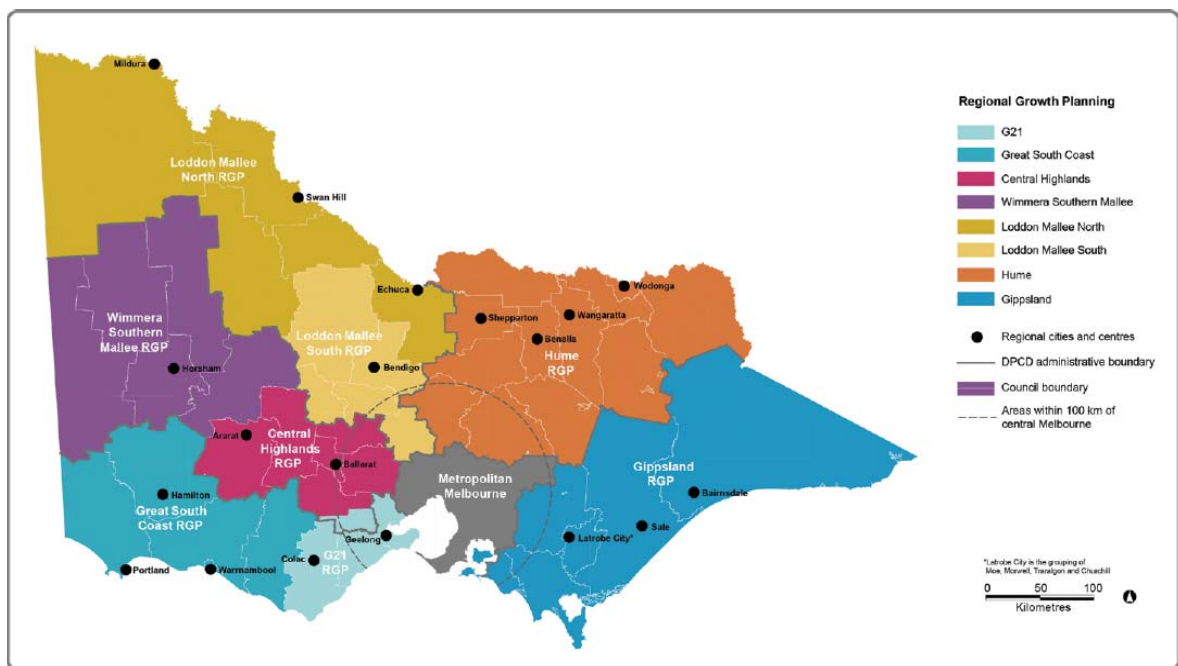 Mildura
Loddon Mallee
North RGP
Swan Hill
Echuca
Wodonga
Shepparton
Wangaratta
Benalla
Hume
RGP
Wimmera
Southern
Mallee RGP
Horsham
Loddon Mallee
South RGP
Bendigo
Ararat
Central
Highlands
RGP
Ballarat
Metropolitan
Melbourne
Gippsland
RGP
Bairnsdale
Sale
Latrobe City*
Hamilton
Great South
Coast RGP
Geelong
Colac
G21
RGP
Portland
Warrnambool
Regional Growth Planning
G21
Great South Coast
Central Highlands
Wimmera Southern Mallee
Loddon Mallee North
Loddon Mallee South
Hume
Gippsland
Regional cities and centres
DPCD administrative boundary
Council boundary
Areas within 100 km of
central Melbourne
*Latrobe City is the grouping of
Moe, Morwell, Traralgon and Churchill
0 50 100
Kilometres